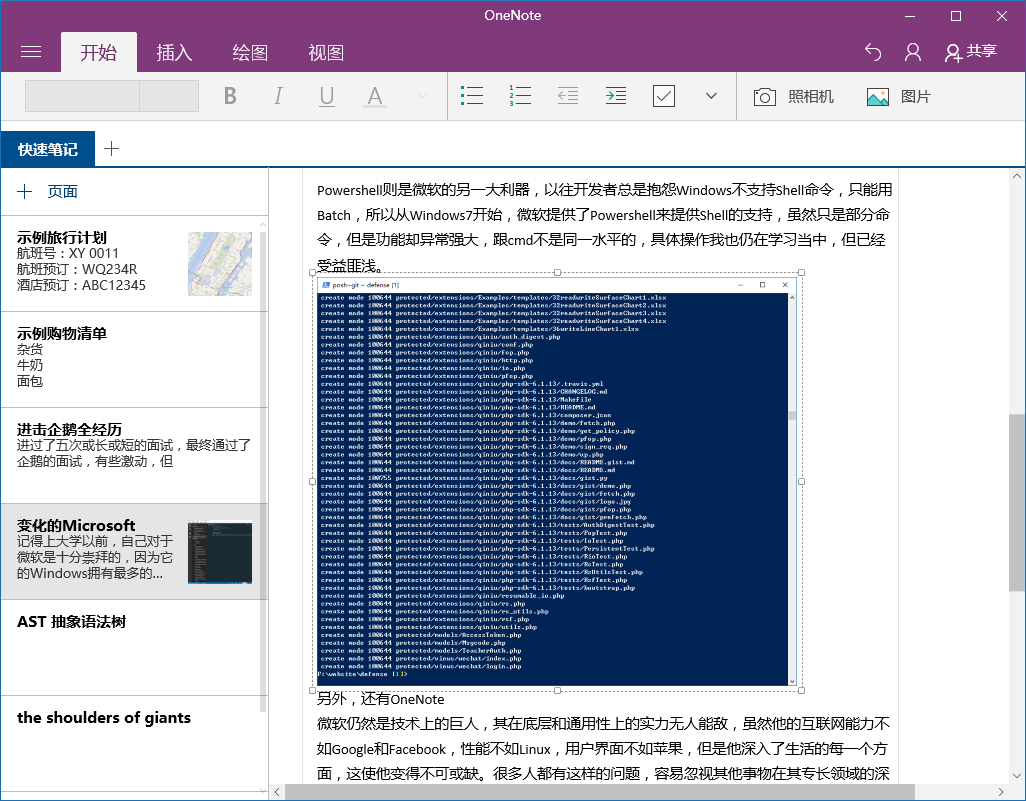 OneNote
开始 插入 绘图 视图 共享
B I U A 照相机 图片
快速笔记
页面
示例旅行计划
航班号：XY 0011
航班预订：WQ234R
酒店预订：ABC12345
示例购物清单
杂货
牛奶
面包
进击企鹅全经历
进过了五次或长或短的面试，最终通过了
企鹅的面试，有些激动，但
变化的Microsoft
记得上大学以前，自己对于
微软是十分崇拜的，因为它
的Windows拥有最多的...
AST 抽象语法树
the shoulders of giants
Powershell则是微软的另一大利器，以往开发者总是抱怨Windows不支持Shell命令，只能用
Batch，所以从Windows7开始，微软提供了Powershell来提供Shell的支持，虽然只是部分命
令，但是功能却异常强大，跟cmd不是同一水平的，具体操作我也仍在学习当中，但已经
受益匪浅。
posh~git ~ defense [1]
create mode 100644 protected/extensions/Examples/templates/32readwriteSurfaceChart1.xlsx
create mode 100644 protected/extensions/Examples/templates/32readwriteSurfaceChart2.xlsx
create mode 100644 protected/extensions/Examples/templates/32readwriteSurfaceChart3.xlsx
create mode 100644 protected/extensions/Examples/templates/32readwriteSurfaceChart4.xlsx
create mode 100644 protected/extensions/Examples/templates/36writeLineChart1.xlsx
create mode 100644 protected/extensions/qiniu/auth_digest.php
create mode 100644 protected/extensions/qiniu/conf.php
create mode 100644 protected/extensions/qiniu/fop.php
create mode 100644 protected/extensions/qiniu/http.php
create mode 100644 protected/extensions/qiniu/io.php
create mode 100644 protected/extensions/qiniu/pfop.php
create mode 100644 protected/extensions/qiniu/php-sdk-6.1.13/.travis.yml
create mode 100644 protected/extensions/qiniu/php-sdk-6.1.13/CHANGELOG.md
create mode 100644 protected/extensions/qiniu/php-sdk-6.1.13/Makefile
create mode 100644 protected/extensions/qiniu/php-sdk-6.1.13/README.md
create mode 100644 protected/extensions/qiniu/php-sdk-6.1.13/composer.json
create mode 100644 protected/extensions/qiniu/php-sdk-6.1.13/demo/fetch.php
create mode 100644 protected/extensions/qiniu/php-sdk-6.1.13/demo/get_policy.php
create mode 100644 protected/extensions/qiniu/php-sdk-6.1.13/demo/pfop.php
create mode 100644 protected/extensions/qiniu/php-sdk-6.1.13/demo/sign_req.php
create mode 100644 protected/extensions/qiniu/php-sdk-6.1.13/demo/up.php
create mode 100644 protected/extensions/qiniu/php-sdk-6.1.13/docs/README.gist.md
create mode 100644 protected/extensions/qiniu/php-sdk-6.1.13/docs/README.md
create mode 100755 protected/extensions/qiniu/php-sdk-6.1.13/docs/gist.py
create mode 100644 protected/extensions/qiniu/php-sdk-6.1.13/docs/gist/demo.php
create mode 100644 protected/extensions/qiniu/php-sdk-6.1.13/docs/gist/fetch.php
create mode 100644 protected/extensions/qiniu/php-sdk-6.1.13/docs/gist/logo.jpg
create mode 100644 protected/extensions/qiniu/php-sdk-6.1.13/docs/gist/pfop.php
create mode 100644 protected/extensions/qiniu/php-sdk-6.1.13/docs/gist/prefetch.php
create mode 100644 protected/extensions/qiniu/php-sdk-6.1.13/tests/AuthDigestTest.php
create mode 100644 protected/extensions/qiniu/php-sdk-6.1.13/tests/FopTest.php
create mode 100644 protected/extensions/qiniu/php-sdk-6.1.13/tests/IoTest.php
create mode 100644 protected/extensions/qiniu/php-sdk-6.1.13/tests/PersistentTest.php
create mode 100644 protected/extensions/qiniu/php-sdk-6.1.13/tests/RioTest.php
create mode 100644 protected/extensions/qiniu/php-sdk-6.1.13/tests/RsTest.php
create mode 100644 protected/extensions/qiniu/php-sdk-6.1.13/tests/RsUtilsTest.php
create mode 100644 protected/extensions/qiniu/php-sdk-6.1.13/tests/RsfTest.php
create mode 100644 protected/extensions/qiniu/php-sdk-6.1.13/tests/bootstrap.php
create mode 100644 protected/extensions/qiniu/resumable_io.php
create mode 100644 protected/extensions/qiniu/rs.php
create mode 100644 protected/extensions/qiniu/rs_utils.php
create mode 100644 protected/extensions/qiniu/rsf.php
create mode 100644 protected/extensions/qiniu/utils.php
create mode 100644 protected/models/AccessToken.php
create mode 100644 protected/models/Msgcode.php
create mode 100644 protected/models/TeacherAuth.php
create mode 100644 protected/views/wechat/index.php
create mode 100644 protected/views/wechat/login.php
F:\website\defense [1]>
另外，还有OneNote
微软仍然是技术上的巨人，其在底层和通用性上的实力无人能敌，虽然他的互联网能力不
如Google和Facebook，性能不如Linux，用户界面不如苹果，但是他深入了生活的每一个方
面，这使他变得不可或缺。很多人都有这样的问题，容易忽视其他事物在其专长领域的深